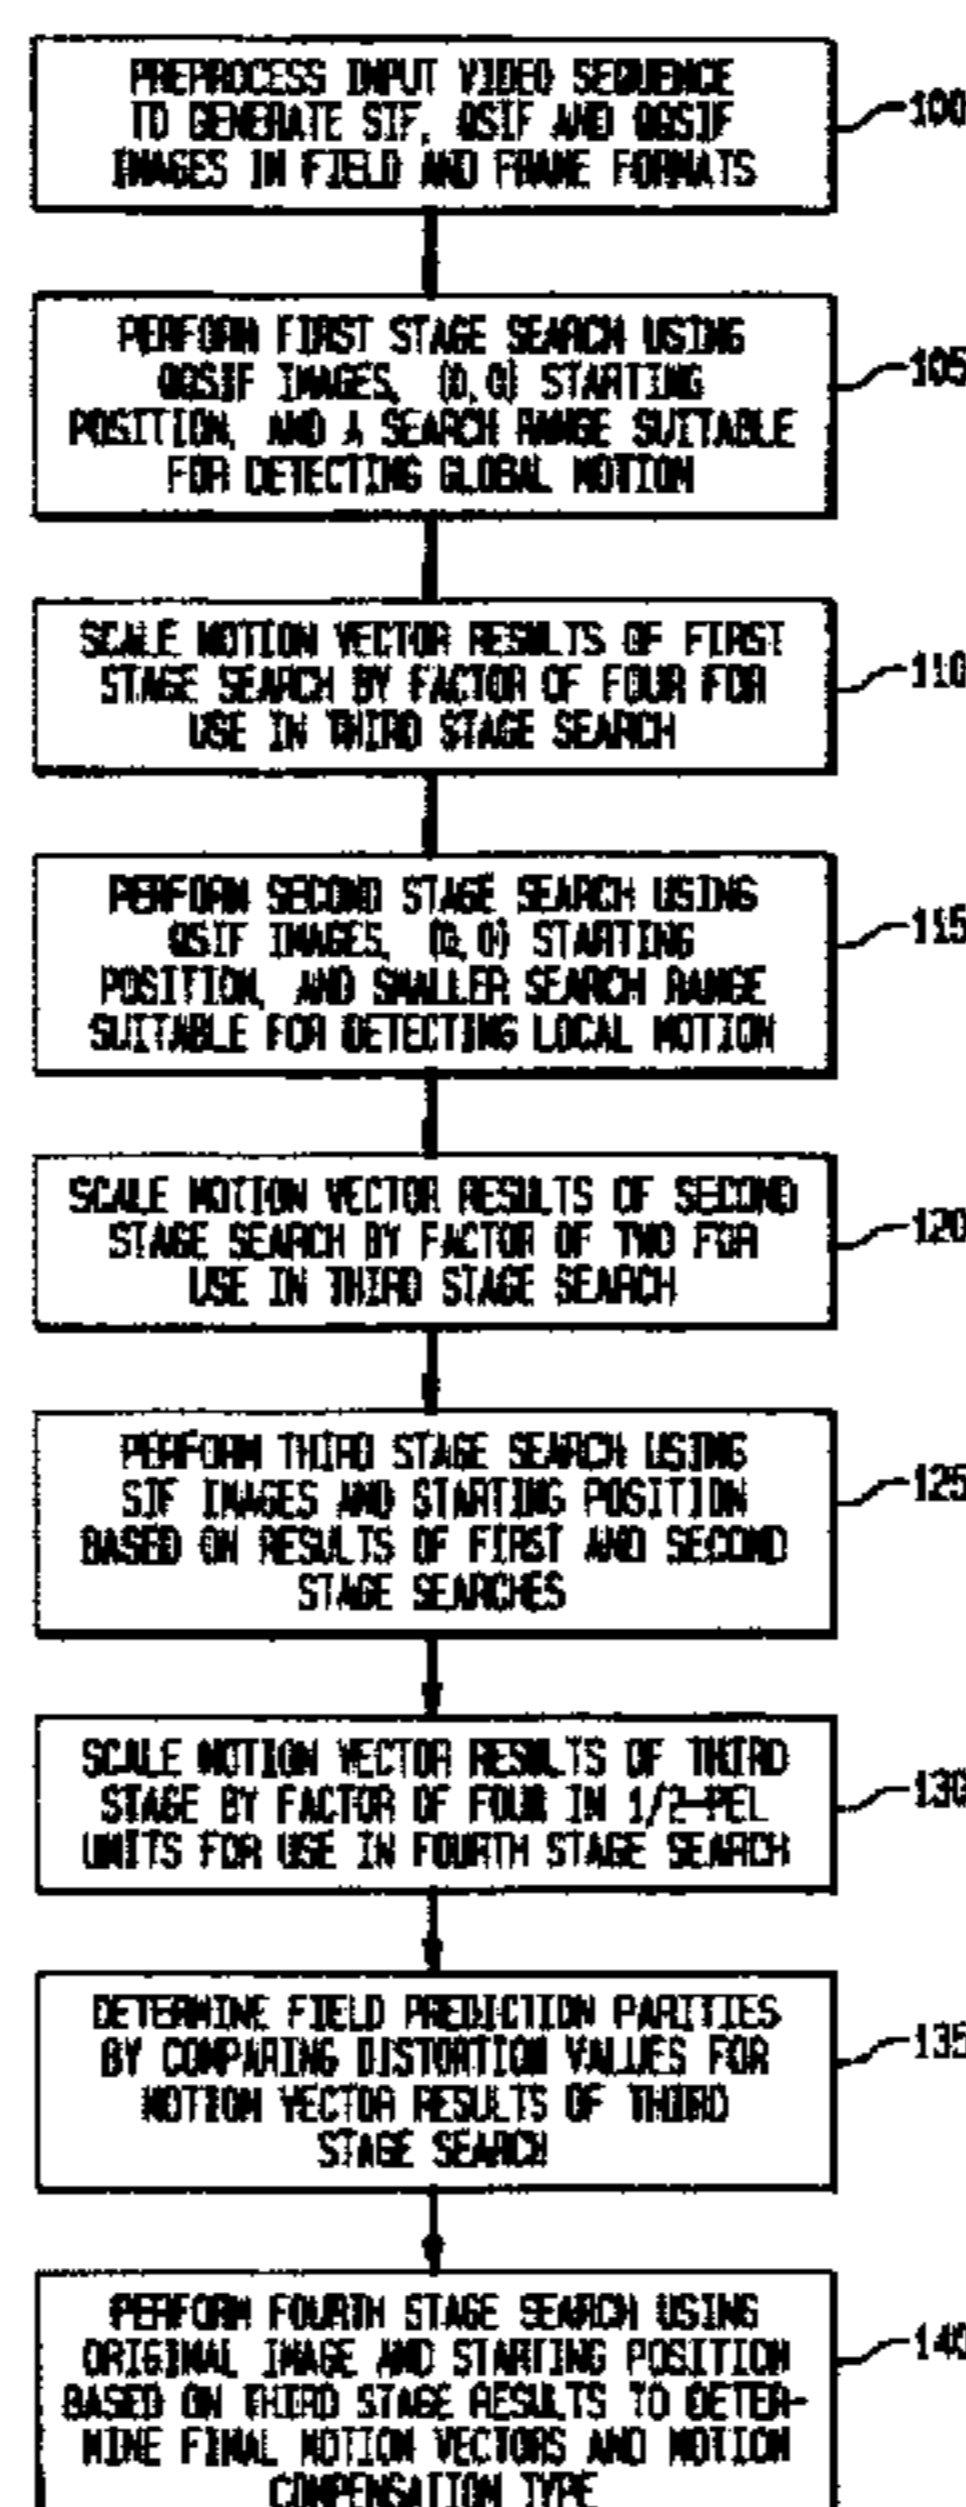 PREPROCESS INPUT VIDEO SEQUENCE
TO GENERATE SIF, QSIF AND QQSIF
IMAGES IN FIELD AND FRAME FORMATS
100
PERFORM FIRST STAGE SEARCH USING
QQSIF IMAGES, (0,0) STARTING
POSITION, AND A SEARCH RANGE SUITABLE
FOR DETECTING GLOBAL MOTION
105
SCALE MOTION VECTOR RESULTS OF FIRST
STAGE SEARCH BY FACTOR OF FOUR FOR
USE IN THIRD STAGE SEARCH
110
PERFORM SECOND STAGE SEARCH USING
QSIF IMAGES, (0,0) STARTING
POSITION, AND SMALLER SEARCH RANGE
SUITABLE FOR DETECTING LOCAL MOTION
115
SCALE MOTION VECTOR RESULTS OF SECOND
STAGE SEARCH BY FACTOR OF TWO FOR
USE IN THIRD STAGE SEARCH
120
PERFORM THIRD STAGE SEARCH USING
SIF IMAGES AND STARTING POSITION
BASED ON RESULTS OF FIRST AND SECOND
STAGE SEARCHES
125
SCALE MOTION VECTOR RESULTS OF THIRD
STAGE BY FACTOR OF FOUR IN 1/2-PEL
UNITS FOR USE IN FOURTH STAGE SEARCH
130
DETERMINE FIELD PREDICTION PARITIES
BY COMPARING DISTORTION VALUES FOR
MOTION VECTOR RESULTS OF THIRD
STAGE SEARCH
135
PERFORM FOURTH STAGE SEARCH USING
ORIGINAL IMAGE AND STARTING POSITION
BASED ON THIRD STAGE RESULTS TO DETER-
MINE FINAL MOTION VECTORS AND MOTION
COMPENSATION TYPE
140